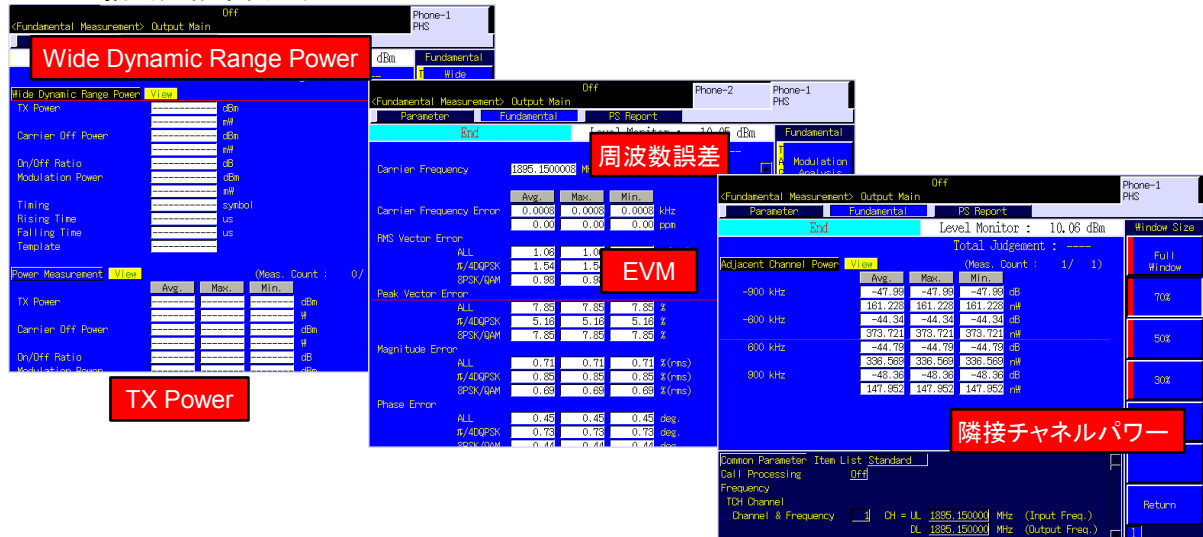 Off
Phone-1
<Fundamental Measurement> Output Main
PHS
Wide Dynamic Range Power
dBm
Fundamental
Wide
Wide Dynamic Range Power View
TX Power ---------- dBm
---------- mW
Carrier Off Power ---------- dBm
---------- mW
On/Off Ratio ---------- dB
Modulation Power ---------- dBm
---------- mW
Timing ---------- symbol
Rising Time ---------- us
Falling Time ---------- us
Template ----------
Power Measurement View (Meas. Count : 0/
Avg. Max. Min.
TX Power dBm
W
Carrier Off Power dBm
W
On/Off Ratio dB
Modulation Power dBm
TX Power
Off
Phone-2 Phone-1
<Fundamental Measurement> Output Main
PHS
Parameter Fundamental PS Report
End Level Monitor : 10.05 dBm Fundamental
周波数誤差
Modulation
Analysis
Carrier Frequency 1895.1500008
Avg. Max. Min.
Carrier Frequency Error 0.0008 0.0008 0.0008 kHz
0.00 0.00 0.00 ppm
RMS Vector Error
ALL 1.06
π/4DQPSK 1.54
8PSK/QAM 0.98
EVM
Peak Vector Error
ALL 7.85 7.85 7.85 %
π/4DQPSK 5.16 5.16 5.16 %
8PSK/QAM 7.85 7.85 7.85 %
Magnitude Error
ALL 0.71 0.71 0.71 %(rms)
π/4DQPSK 0.85 0.85 0.85 %(rms)
8PSK/QAM 0.69 0.69 0.69 %(rms)
Phase Error
ALL 0.45 0.45 0.45 deg.
π/4DQPSK 0.73 0.73 0.73 deg.
8PSK/QAM 0.44 0.44 0.44 deg.
Off
Phone-1
<Fundamental Measurement> Output Main
PHS
Parameter Fundamental PS Report
End Level Monitor : 10.06 dBm Window Size
Total Judgement : ----
Adjacent Channel Power View (Meas. Count : 1/ 1)
Full
Window
Avg. Max. Min.
-900 kHz -47.99 -47.99 -47.99 dB
161.228 161.228 161.228 nW
70%
-600 kHz -44.34 -44.34 -44.34 dB
373.721 373.721 373.721 nW
50%
600 kHz -44.79 -44.79 -44.79 dB
336.569 336.569 336.569 nW
900 kHz -48.36 -48.36 -48.36 dB
147.952 147.952 147.952 nW
30%
隣接チャネルパワー
Common Parameter Item List Standard
Call Processing Off
Frequency
TCH Channel
Channel & Frequency 1 CH = UL 1895.150000 MHz (Input Freq.)
DL 1895.150000 MHz (Output Freq.)
Return
1